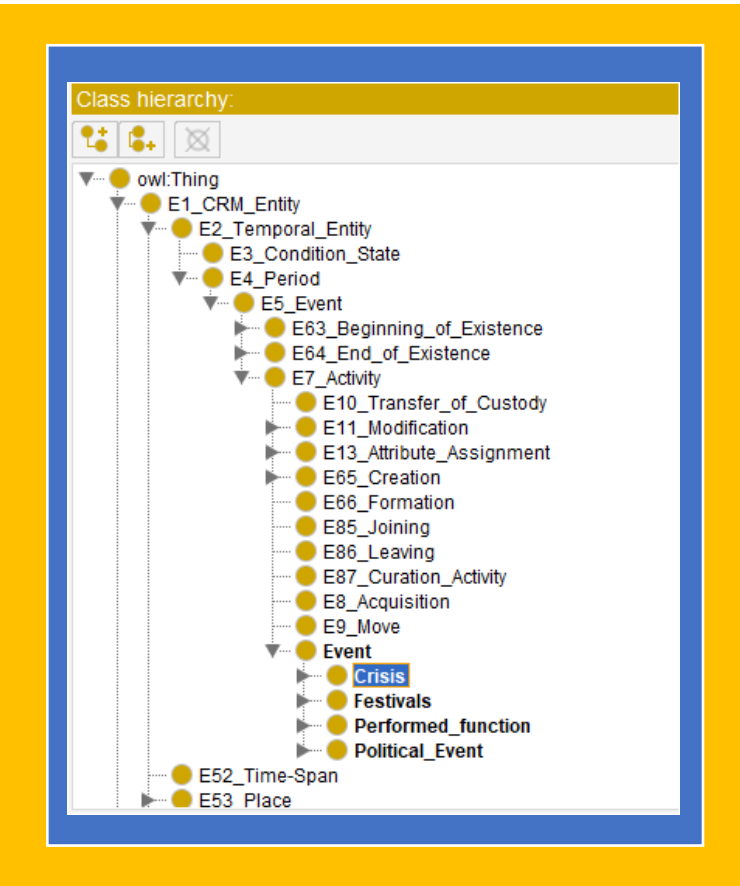 Class hierarchy:
owl:Thing
E1_CRM_Entity
E2_Temporal_Entity
E3_Condition_State
E4_Period
E5_Event
E63_Beginning_of_Existence
E64_End_of_Existence
E7_Activity
E10_Transfer_of_Custody
E11_Modification
E13_Attribute_Assignment
E65_Creation
E66_Formation
E85_Joining
E86_Leaving
E87_Curation_Activity
E8_Acquisition
E9_Move
Event
Crisis
Festivals
Performed_function
Political_Event
E52_Time-Span
E53_Place